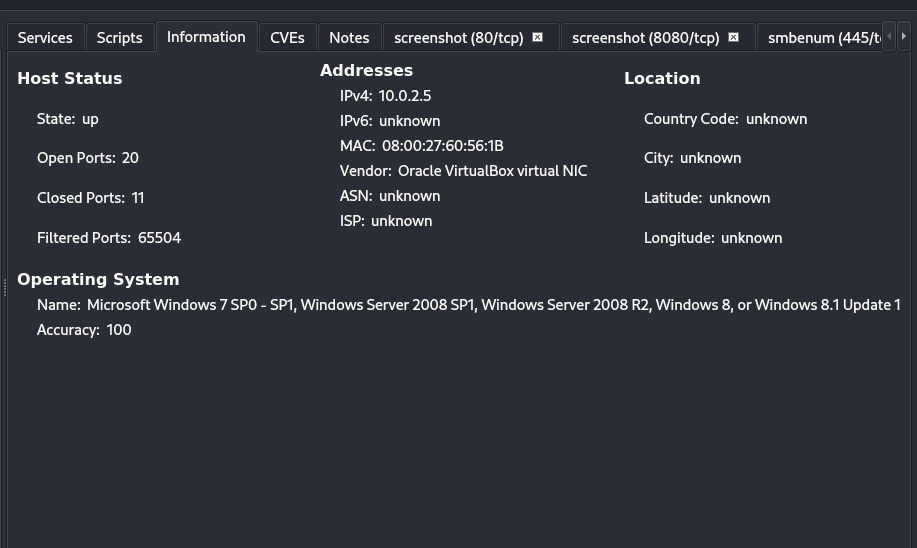 Services Scripts Information CVEs Notes screenshot (80/tcp) screenshot (8080/tcp) smbenum (445/t
Host Status
State: up
Open Ports: 20
Closed Ports: 11
Filtered Ports: 65504
Addresses
IPv4: 10.0.2.5
IPv6: unknown
MAC: 08:00:27:60:56:1B
Vendor: Oracle VirtualBox virtual NIC
ASN: unknown
ISP: unknown
Location
Country Code: unknown
City: unknown
Latitude: unknown
Longitude: unknown
Operating System
Name: Microsoft Windows 7 SP0 - SP1, Windows Server 2008 SP1, Windows Server 2008 R2, Windows 8, or Windows 8.1 Update 1
Accuracy: 100